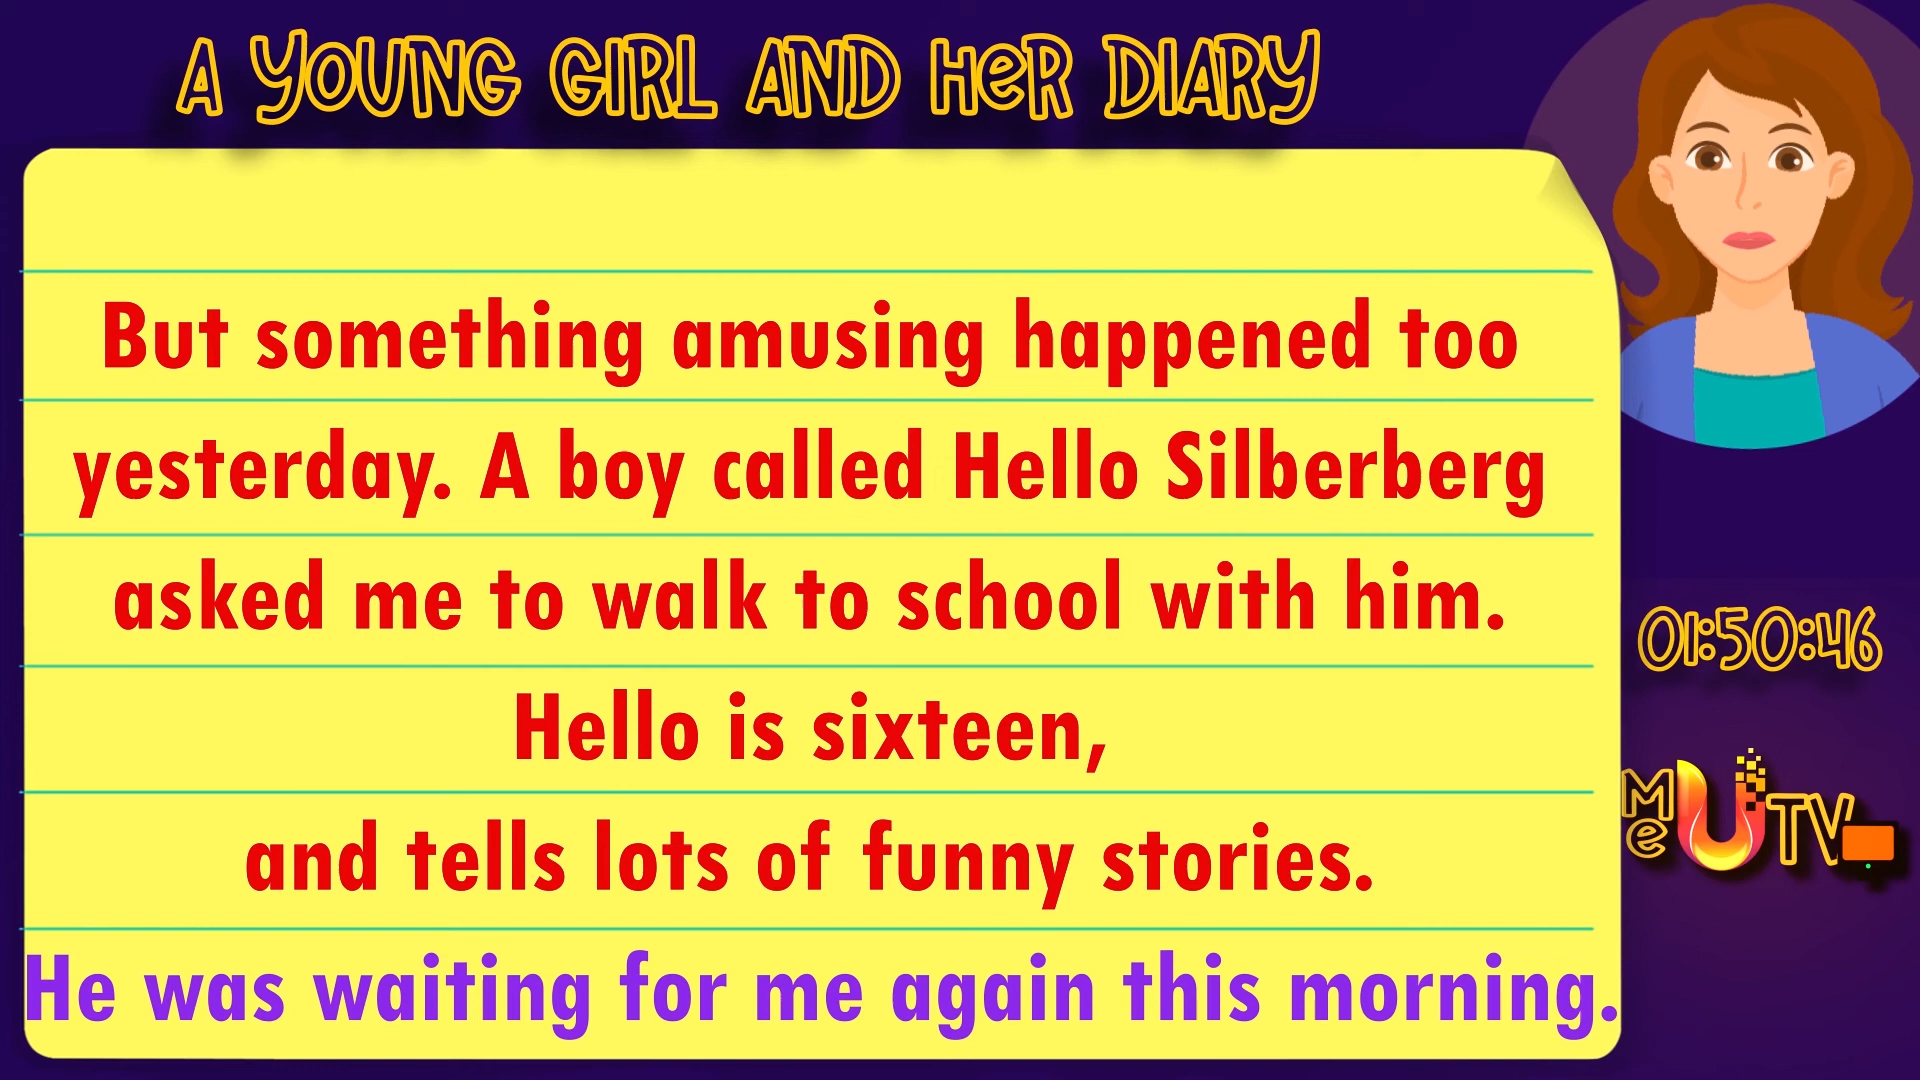 A YOUNG GIRL AND HeR DIARY
But something amusing happened too
yesterday. A boy called Hello Silberberg
asked me to walk to school with him.
Hello is sixteen,
and tells lots of funny stories.
He was waiting for me again this morning.
01:50:46
Me U TV